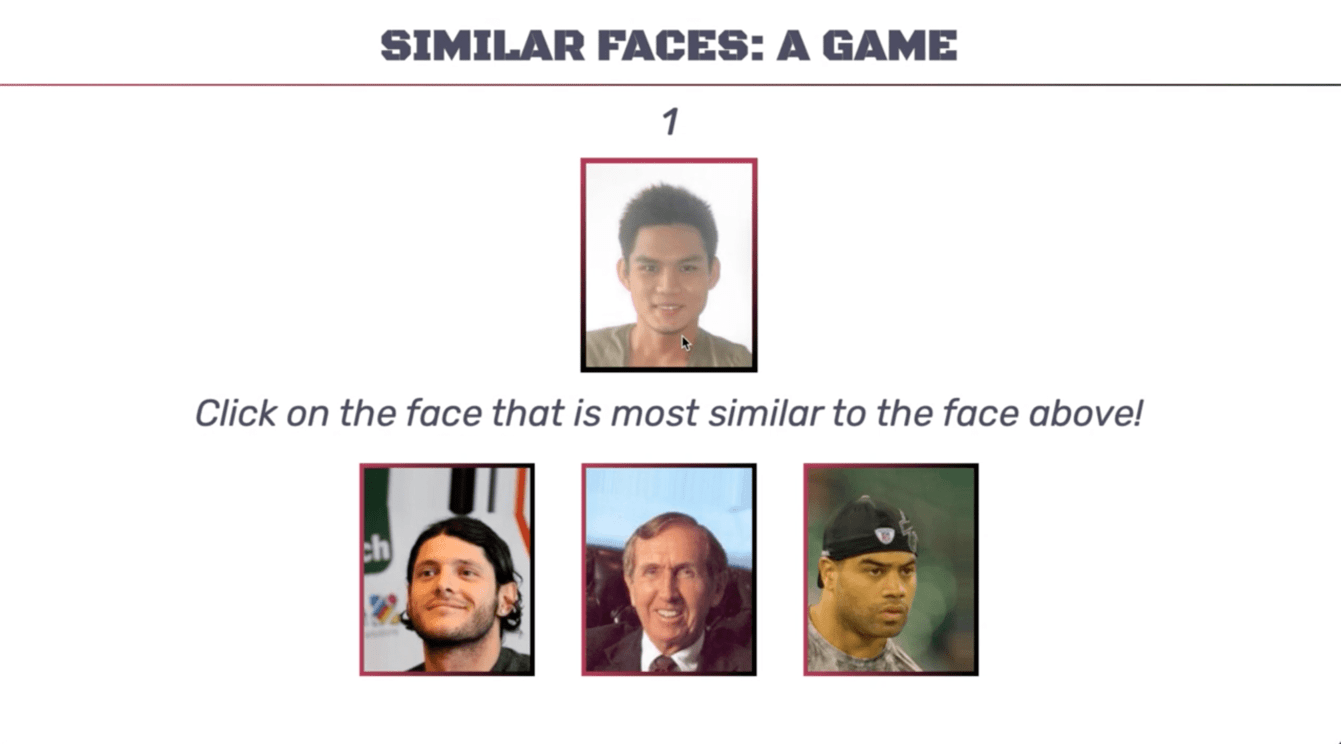 SIMILAR FACES: A GAME
1
Click on the face that is most similar to the face above!
ch